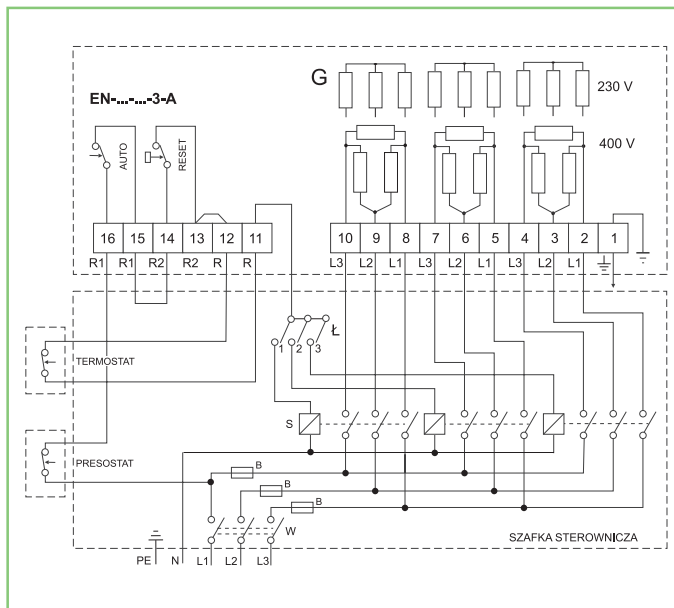 G
230 V
EN-...-...-3-A
400 V
AUTO
RESET
16 15 14 13 12 11
10 9 8 7 6 5 4 3 2 1
R1 R1 R2 R2 R R
L3 L2 L1 L3 L2 L1 L3 L2 L1
Ł
1 2 3
TERMOSTAT
S
PRESOSTAT
B
B
B
W
SZAFKA STEROWNICZA
PE N L1 L2 L3